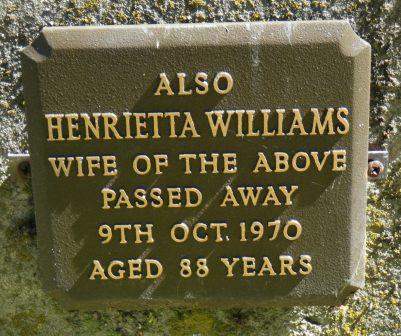 ALSO
HENRIETTA WILLIAMS
WIFE OF THE ABOVE
PASSED AWAY
9TH OCT. 1970
AGED 88 YEARS